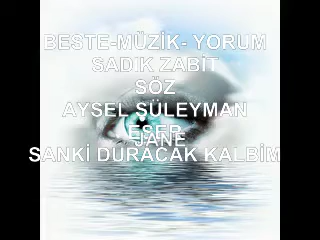 BESTE-MÜZİK- YORUM
SADIK ZABİT
SÖZ
AYSEL SÜLEYMAN
ESER
JANE
SANKİ DURACAK KALBİM